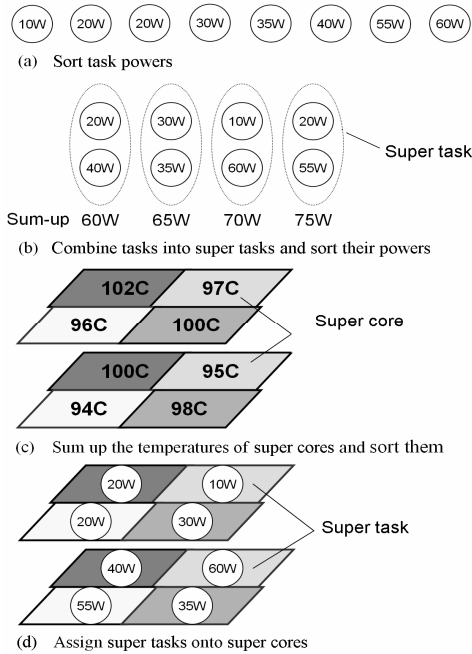 10W 20W 20W 30W 35W 40W 55W 60W
(a) Sort task powers
20W 30W 10W 20W
40W 35W 60W 55W
Super task
Sum-up 60W 65W 70W 75W
(b) Combine tasks into super tasks and sort their powers
102C 97C
96C 100C
Super core
100C 95C
94C 98C
(c) Sum up the temperatures of super cores and sort them
20W 10W
20W 30W
Super task
40W 60W
55W 35W
(d) Assign super tasks onto super cores